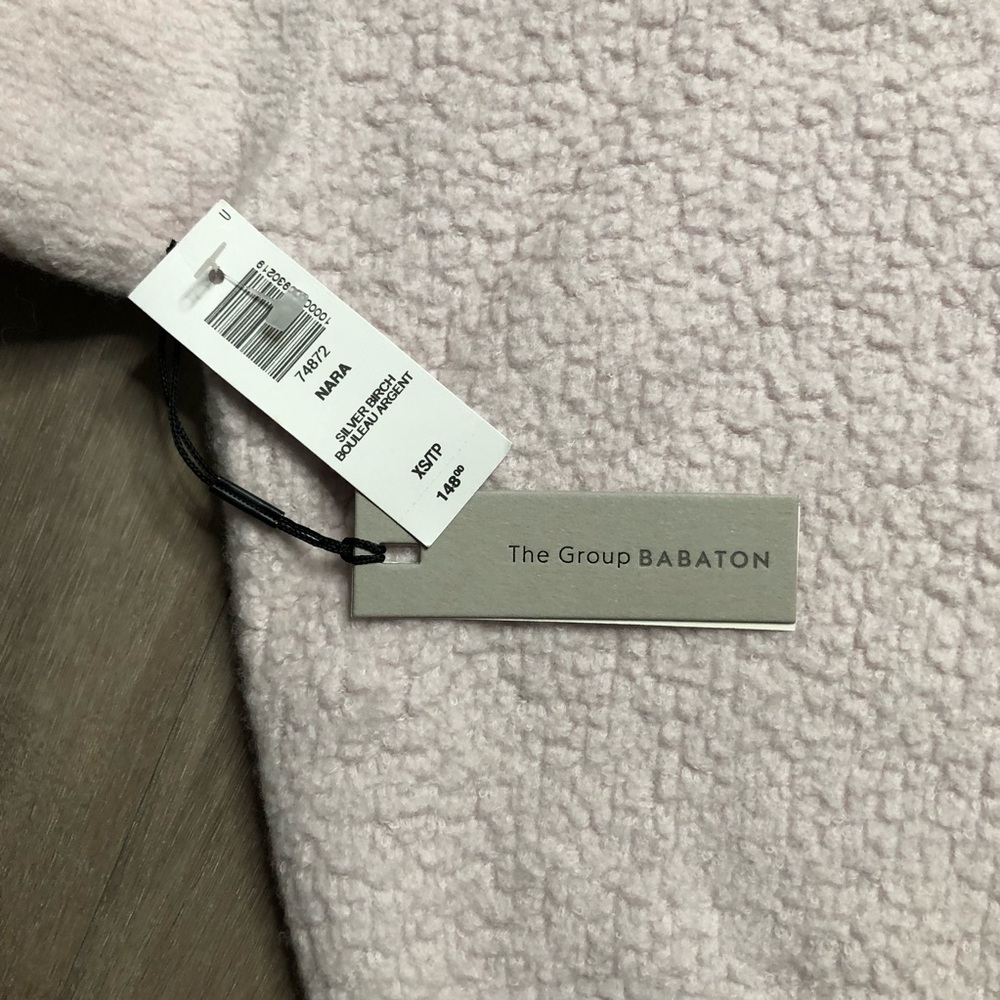 U
74872
NARA
SILVER BIRCH
BOULEAU ARGENT
XS/TP
148⁰⁰
The Group BABATON